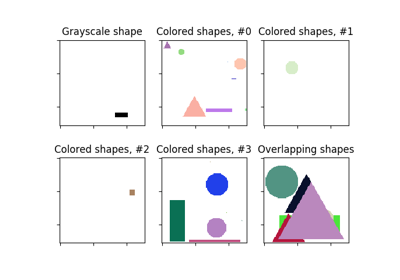 Grayscale shape
Colored shapes, #0
Colored shapes, #1
Colored shapes, #2
Colored shapes, #3
Overlapping shapes